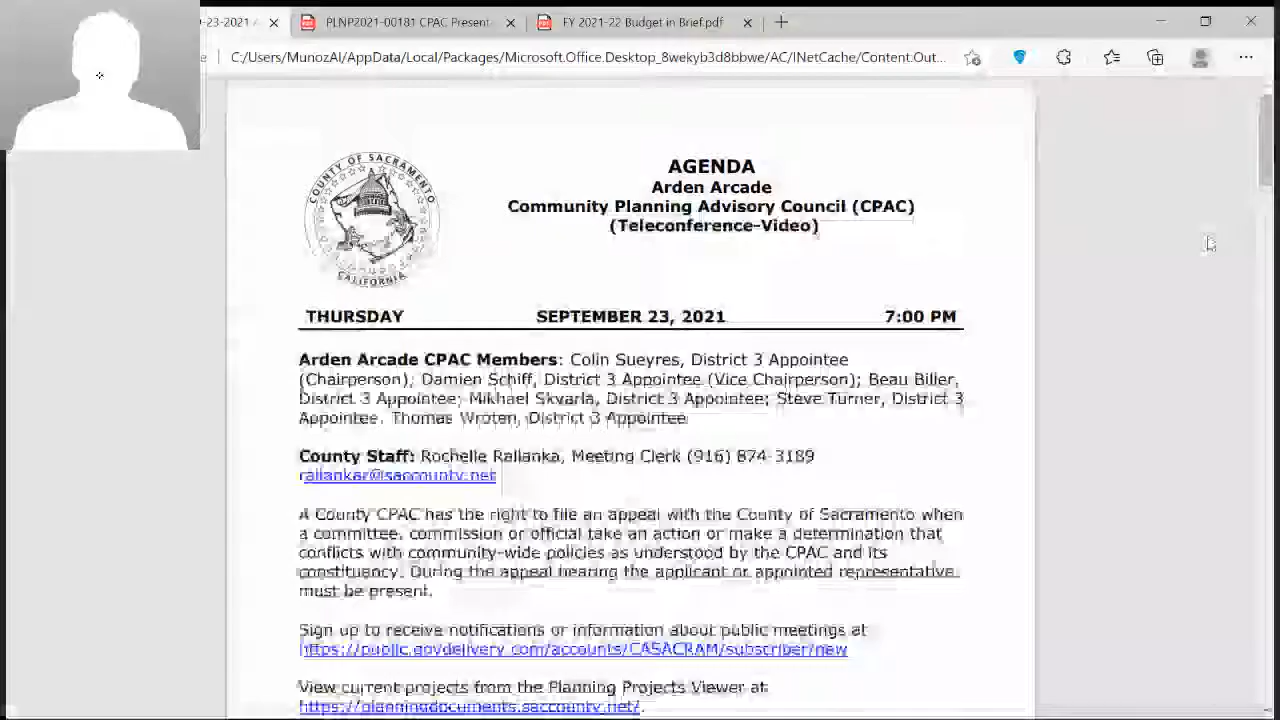 0-23-2021 A
PLNP2021-00181 CPAC Present
FY 2021-22 Budget in Brief.pdf
C:/Users/MunozAl/AppData/Local/Packages/Microsoft.Office.Desktop_8wekyb3d8bbwe/AC/INetCache/Content.Out...
COUNTY OF SACRAMENTO
CALIFORNIA
AGENDA
Arden Arcade
Community Planning Advisory Council (CPAC)
(Teleconference-Video)
THURSDAY SEPTEMBER 23, 2021 7:00 PM
Arden Arcade CPAC Members: Colin Sueyres, District 3 Appointee
(Chairperson); Damien Schiff, District 3 Appointee (Vice Chairperson); Beau Biller,
District 3 Appointee; Mikhael Skvarla, District 3 Appointee; Steve Turner, District 3
Appointee. Thomas Wroten, District 3 Appointee
County Staff: Rochelle Railanka, Meeting Clerk (916) 874-3189
railankar@saccounty.net
A County CPAC has the right to file an appeal with the County of Sacramento when
a committee, commission or official take an action or make a determination that
conflicts with community-wide policies as understood by the CPAC and its
constituency. During the appeal hearing the applicant or appointed representative
must be present.
Sign up to receive notifications or information about public meetings at
https://public.govdelivery.com/accounts/CASACRAM/subscriber/new
View current projects from the Planning Projects Viewer at:
https://planningdocuments.saccounty.net/.